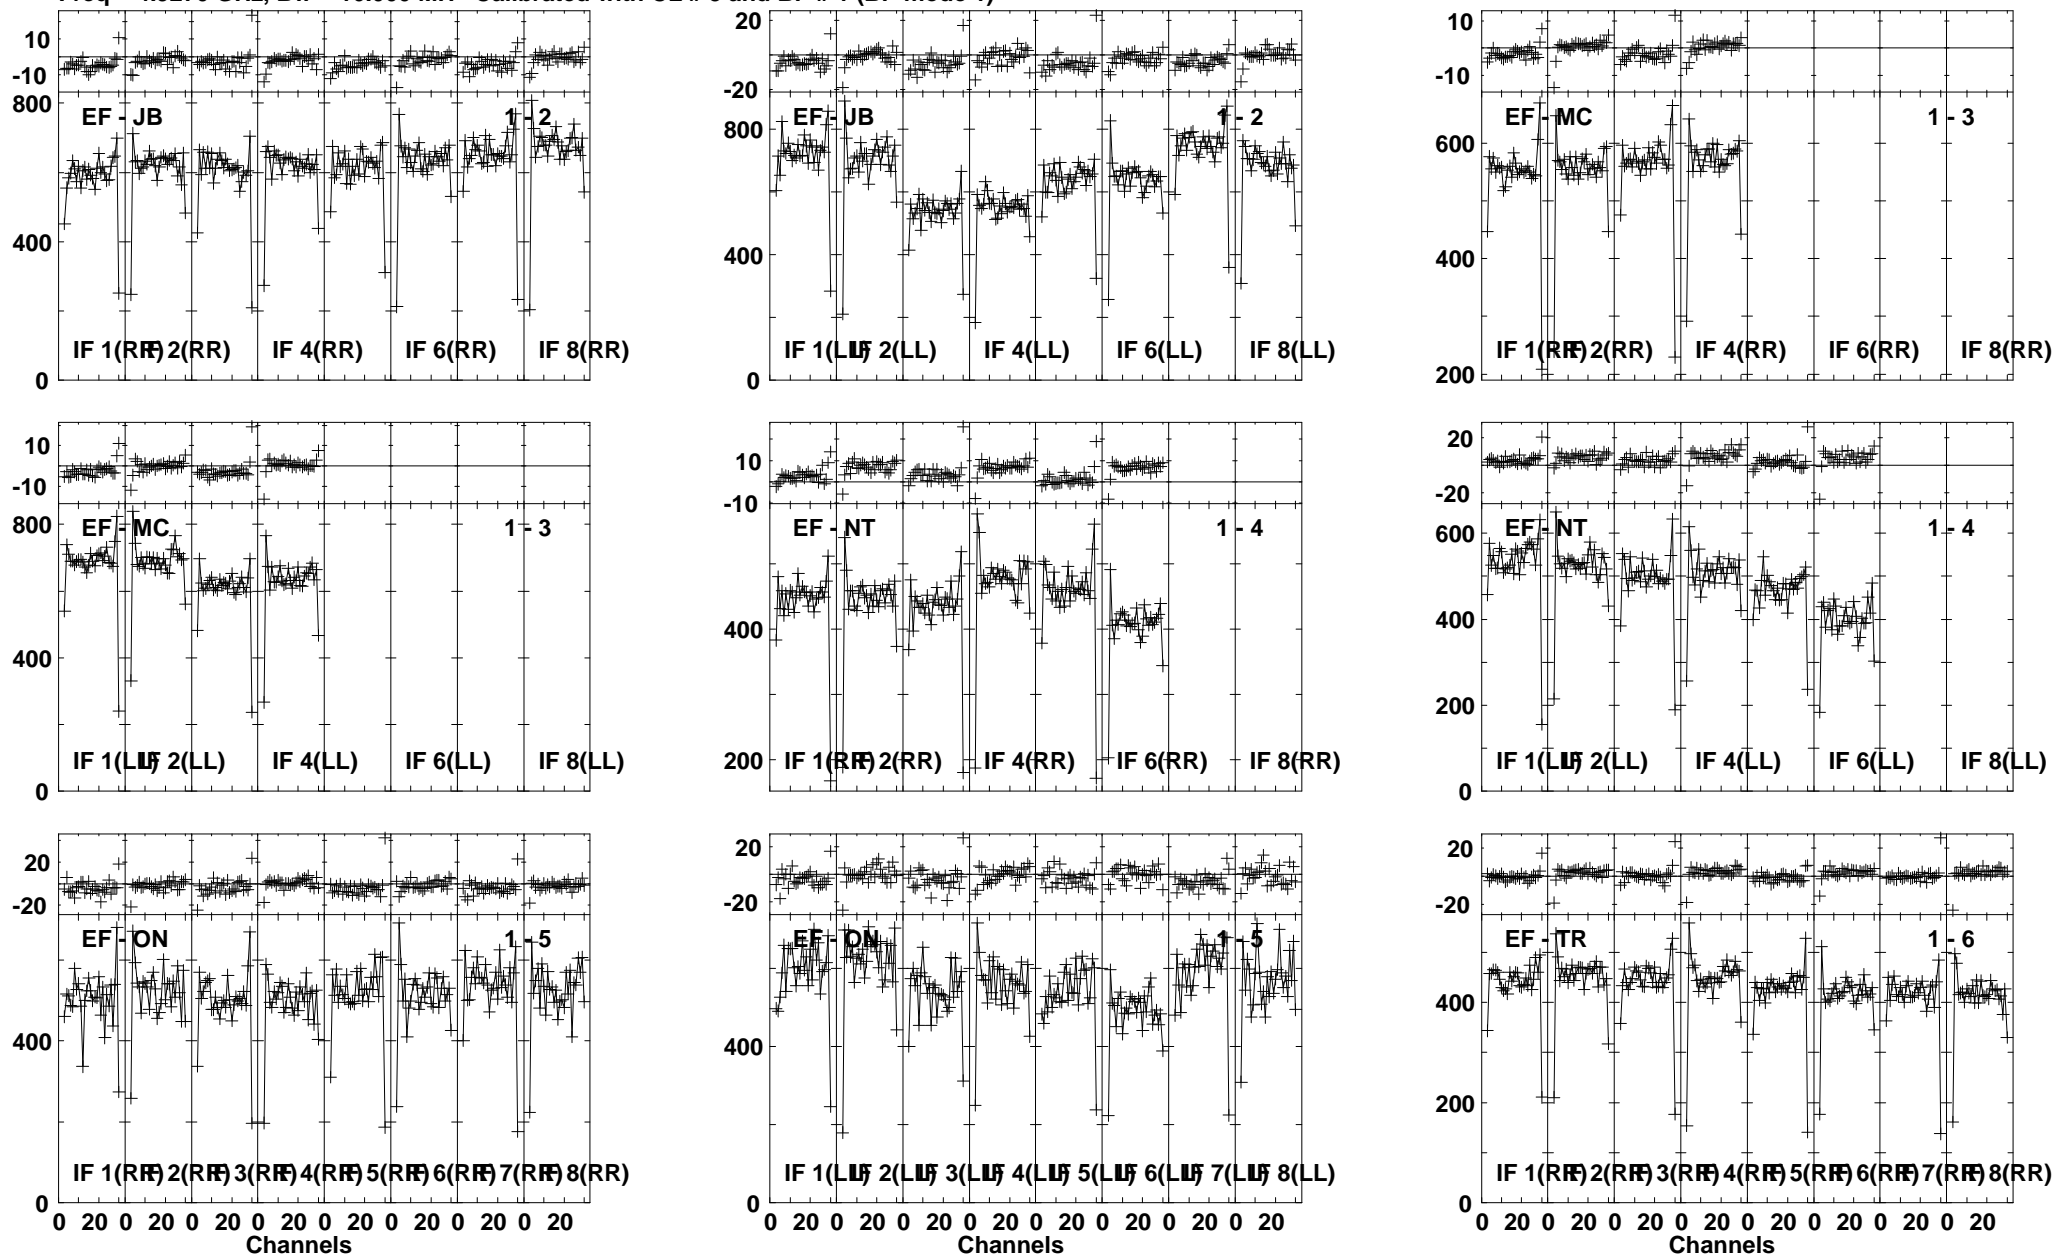 Calibrated with CL # and BP # (BP mode 1)
10
-10
800
400
0
EF - JB
1 - 2
IF 1(RR) IF 2(RR) IF 4(RR) IF 6(RR) IF 8(RR)
20
0
-20
800
400
0
EF - JB
1 - 2
IF 1(LL) IF 2(LL) IF 4(LL) IF 6(LL) IF 8(LL)
10
-10
600
400
200
EF - MC
1 - 3
IF 1(RR) IF 2(RR) IF 4(RR) IF 6(RR) IF 8(RR)
10
-10
800
400
0
EF - MC
1 - 3
IF 1(LL) IF 2(LL) IF 4(LL) IF 6(LL) IF 8(LL)
10
-10
400
200
EF - NT
1 - 4
IF 1(RR) IF 2(RR) IF 4(RR) IF 6(RR) IF 8(RR)
20
-20
600
400
200
0
EF - NT
1 - 4
IF 1(LL) IF 2(LL) IF 4(LL) IF 6(LL) IF 8(LL)
20
-20
400
0
EF - ON
1 - 5
IF 1(RR) IF 2(RR) IF 3(RR) IF 4(RR) IF 5(RR) IF 6(RR) IF 7(RR) IF 8(RR)
0 20 0 20 0 20 0 20 0 20 0 20 0 20 0 20
Channels
20
-20
400
0
EF - ON
1 - 5
IF 1(LL) IF 2(LL) IF 3(LL) IF 4(LL) IF 5(LL) IF 6(LL) IF 7(LL) IF 8(LL)
0 20 0 20 0 20 0 20 0 20 0 20 0 20 0 20
Channels
20
-20
400
200
0
EF - TR
1 - 6
IF 1(RR) IF 2(RR) IF 3(RR) IF 4(RR) IF 5(RR) IF 6(RR) IF 7(RR) IF 8(RR)
0 20 0 20 0 20 0 20 0 20 0 20 0 20 0 20
Channels